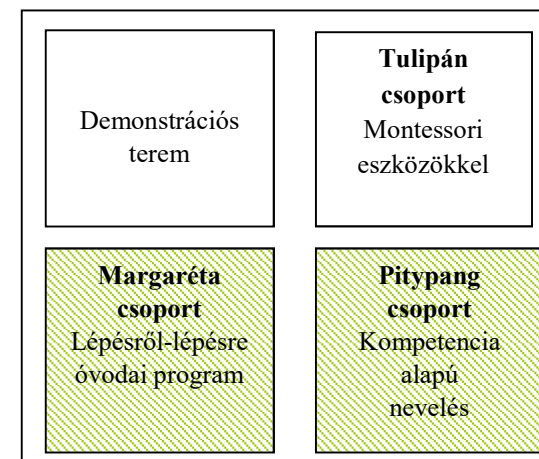 Demonstrációs
terem
Tulipán
csoport
Montessori
eszközökkel
Margaréta
csoport
Lépésről-lépésre
óvodai program
Pitypang
csoport
Kompetencia
alapú
nevelés